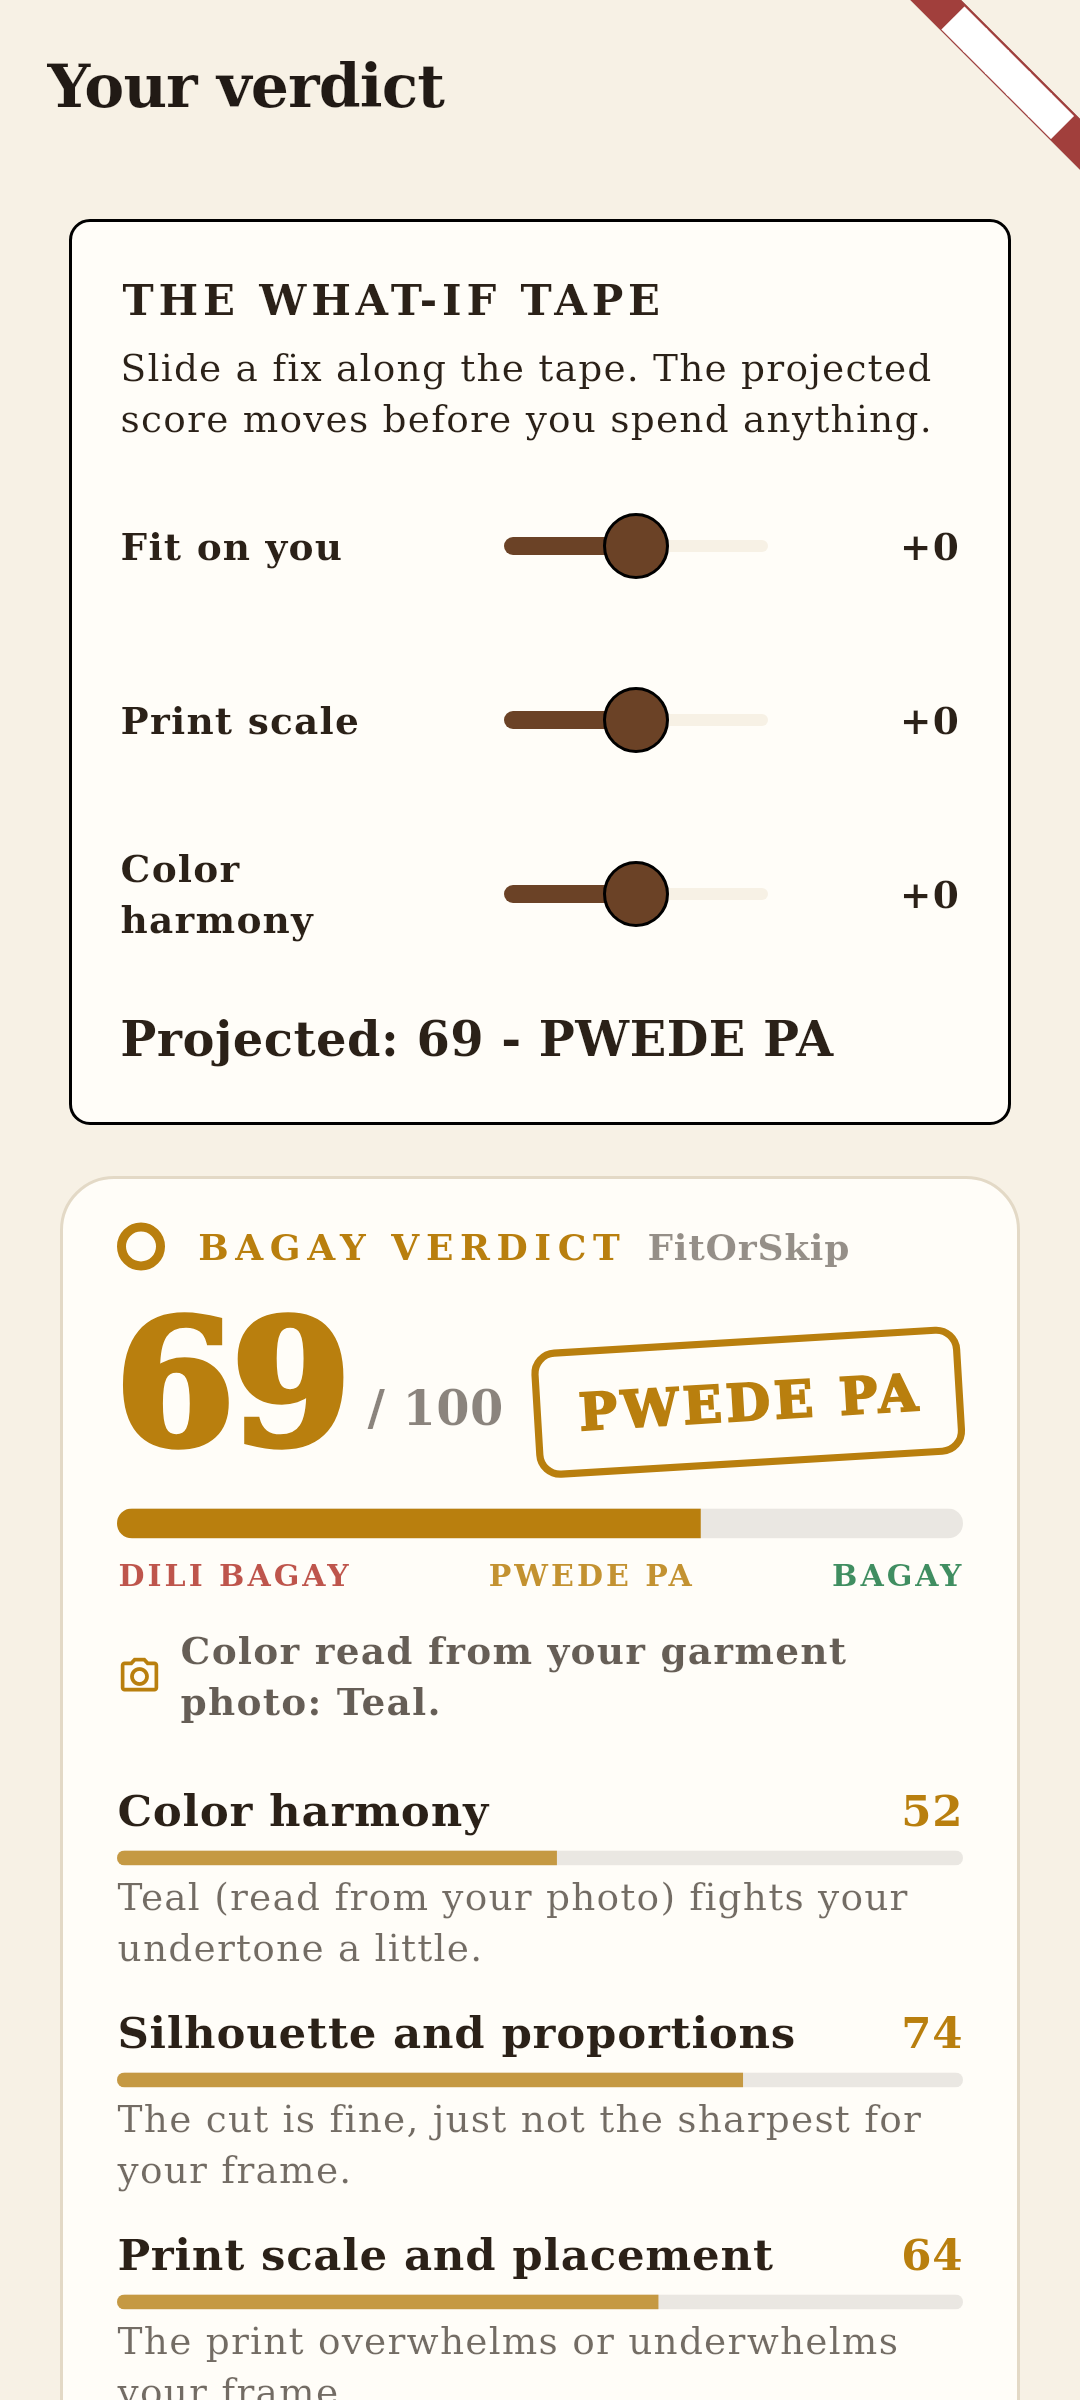 Your verdict
THE WHAT-IF TAPE
Slide a fix along the tape. The projected
score moves before you spend anything.
Fit on you +0
Print scale +0
Color
harmony +0
Projected: 69 - PWEDE PA
BAGAY VERDICT FitOrSkip
69 / 100 PWEDE PA
DILI BAGAY PWEDE PA BAGAY
Color read from your garment
photo: Teal.
Color harmony 52
Teal (read from your photo) fights your
undertone a little.
Silhouette and proportions 74
The cut is fine, just not the sharpest for
your frame.
Print scale and placement 64
The print overwhelms or underwhelms
your frame